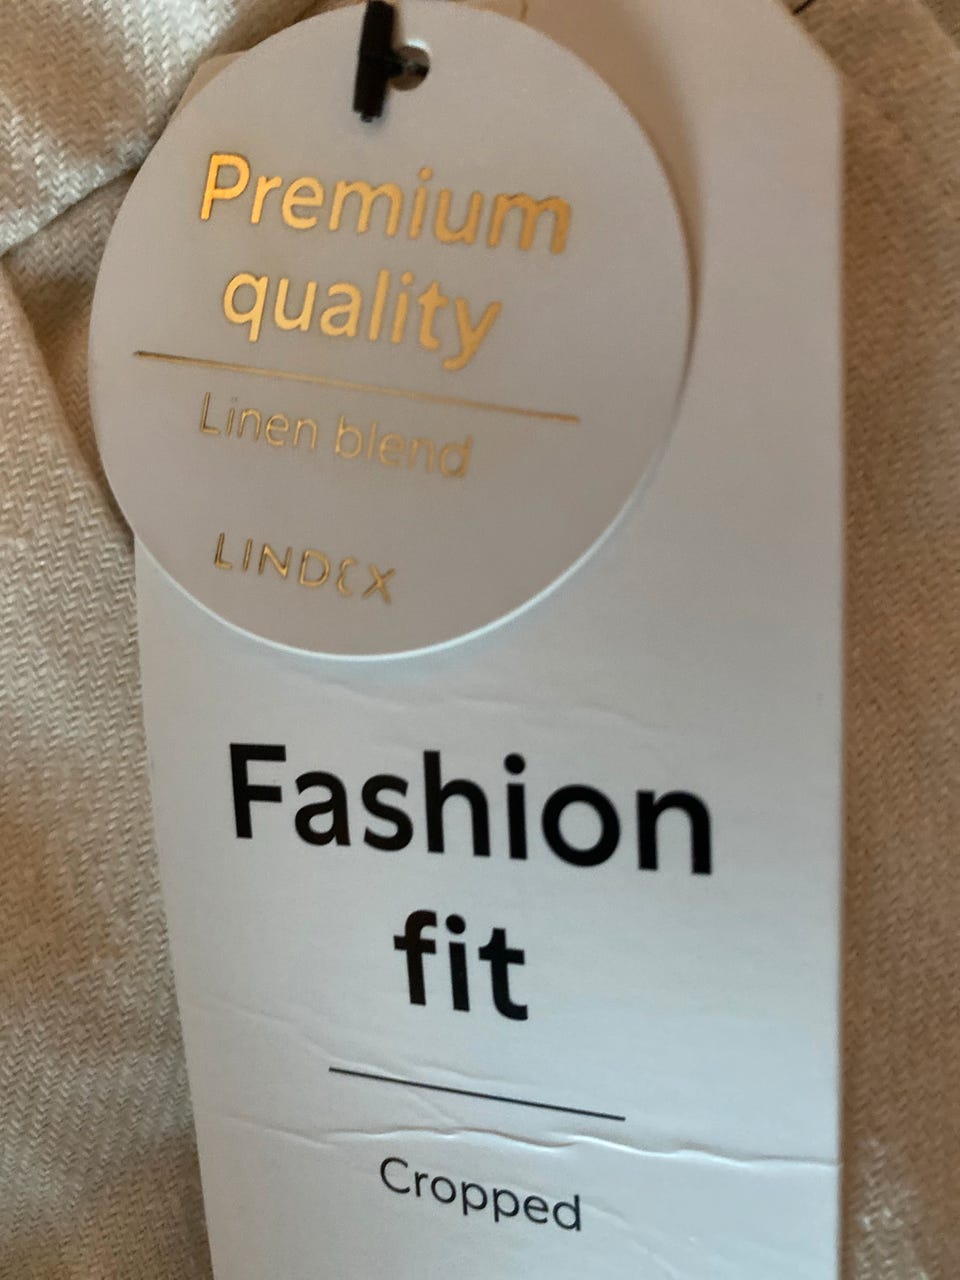 Premium
quality
Linen blend
LINDEX
Fashion
fit
Cropped